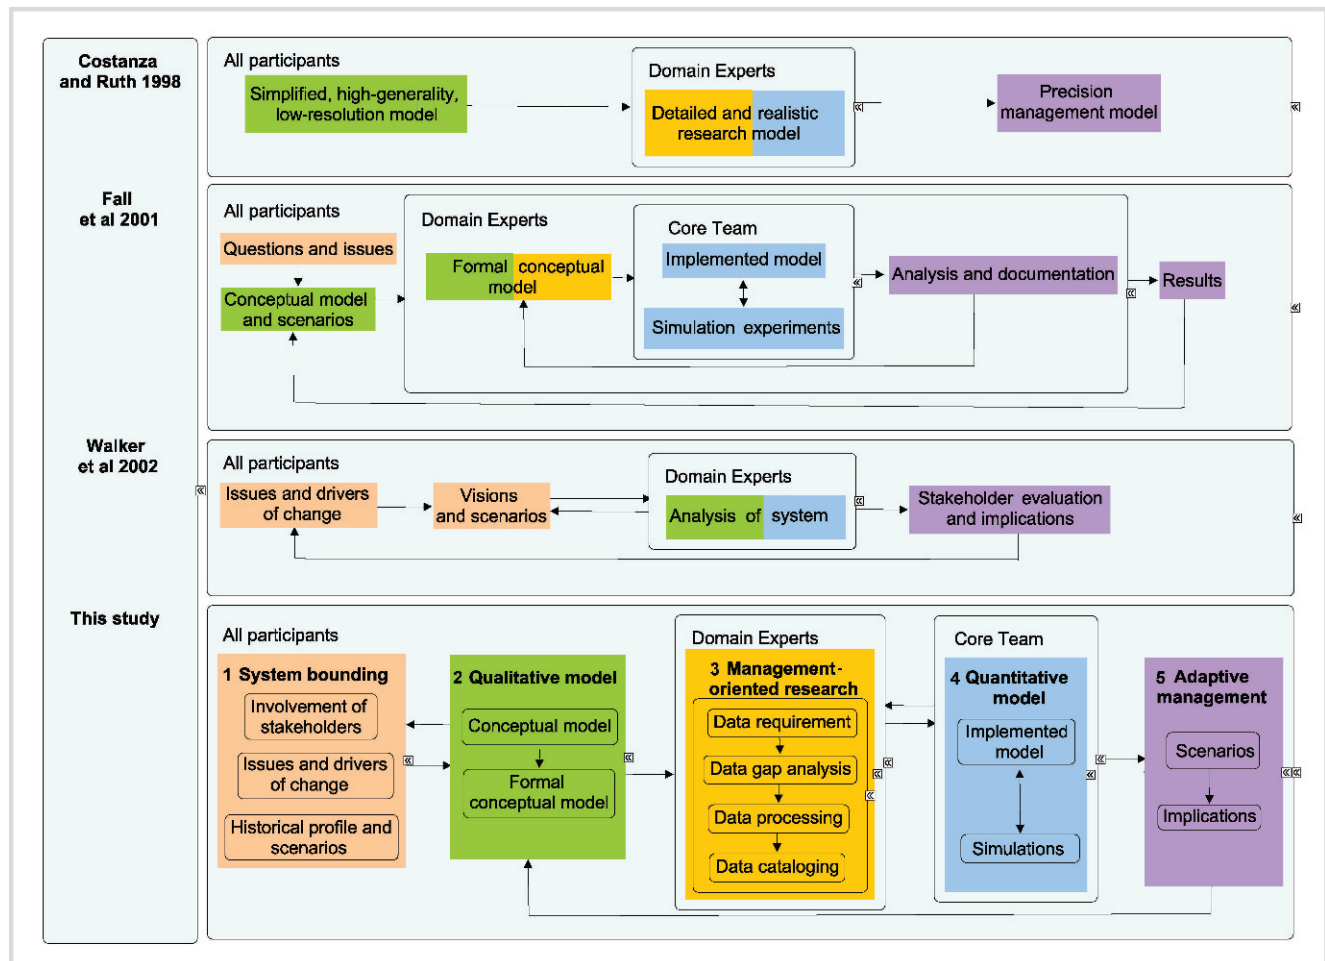 Costanza
and Ruth 1998
All participants
Simplified, high-generality,
low-resolution model
Domain Experts
Detailed and realistic
research model
Precision
management model
Fall
et al 2001
All participants
Questions and issues
Conceptual model
and scenarios
Domain Experts
Formal conceptual
model
Core Team
Implemented model
Simulation experiments
Analysis and documentation
Results
Walker
et al 2002
All participants
Issues and drivers
of change
Visions
and scenarios
Domain Experts
Analysis of system
Stakeholder evaluation
and implications
This study
All participants
1 System bounding
Involvement of
stakeholders
Issues and drivers
of change
Historical profile and
scenarios
2 Qualitative model
Conceptual model
Formal
conceptual model
Domain Experts
3 Management-
oriented research
Data requirement
Data gap analysis
Data processing
Data cataloging
Core Team
4 Quantitative
model
Implemented
model
Simulations
5 Adaptive
management
Scenarios
Implications